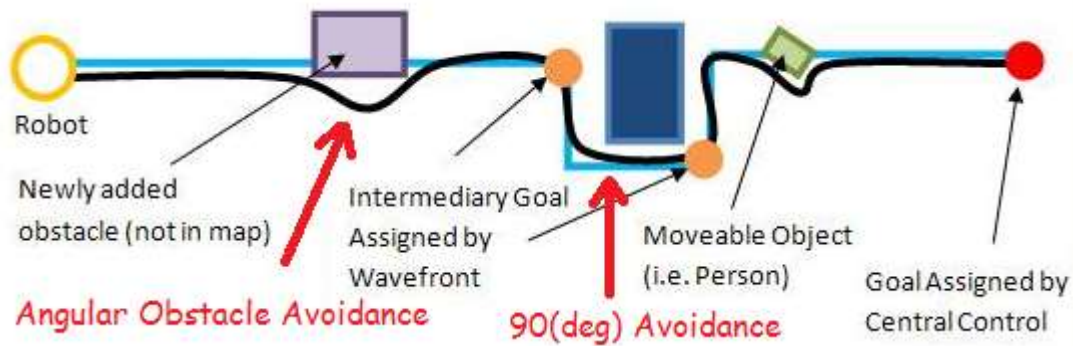 Robot
Newly added
obstacle (not in map)
Intermediary Goal
Assigned by
Wavefront
Moveable Object
(i.e. Person)
Goal Assigned by
Central Control
Angular Obstacle Avoidance
90(deg) Avoidance